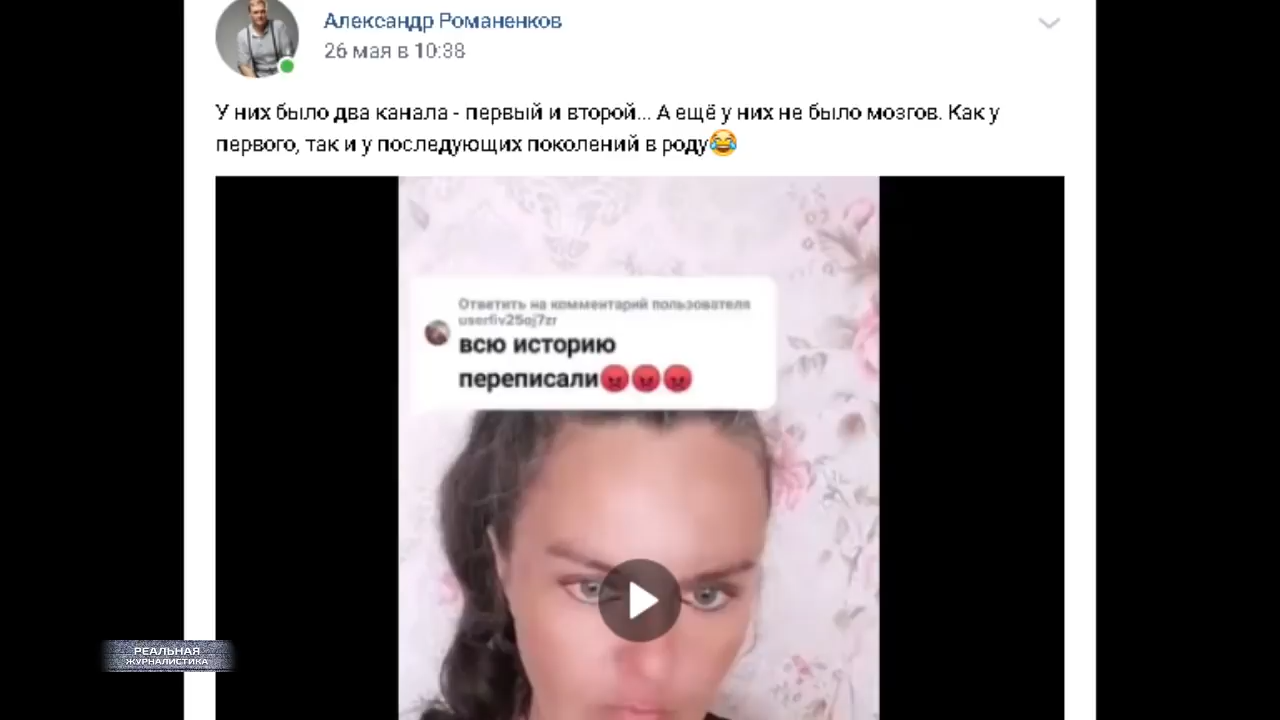 Александр Романенков
26 мая в 10:38
У них было два канала - первый и второй... А ещё у них не было мозгов. Как у
первого, так и у последующих поколений в роду😂
Ответить на комментарий пользователя
userfiv25oj7zr
всю историю
переписали😡😡😡
РЕАЛЬНАЯ
ЖУРНАЛИСТИКА